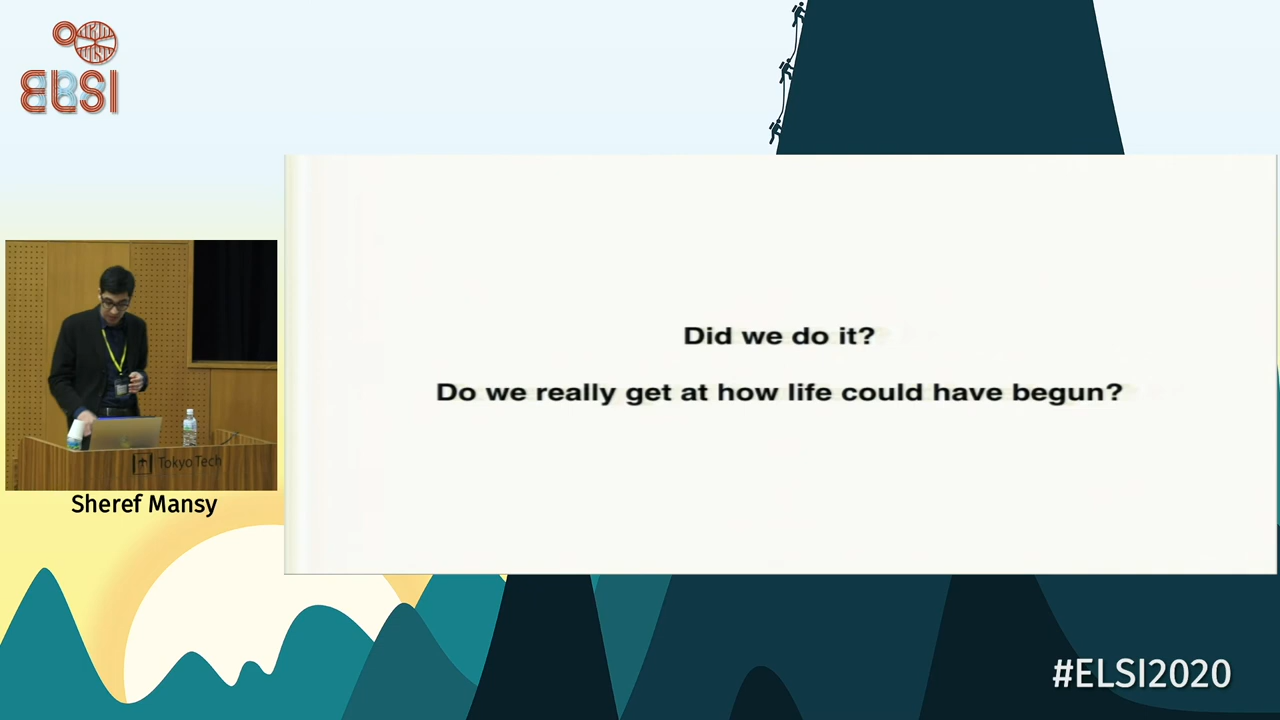 ELSI
Did we do it?
Do we really get at how life could have begun?
Tokyo Tech
Sheref Mansy
#ELSI2020